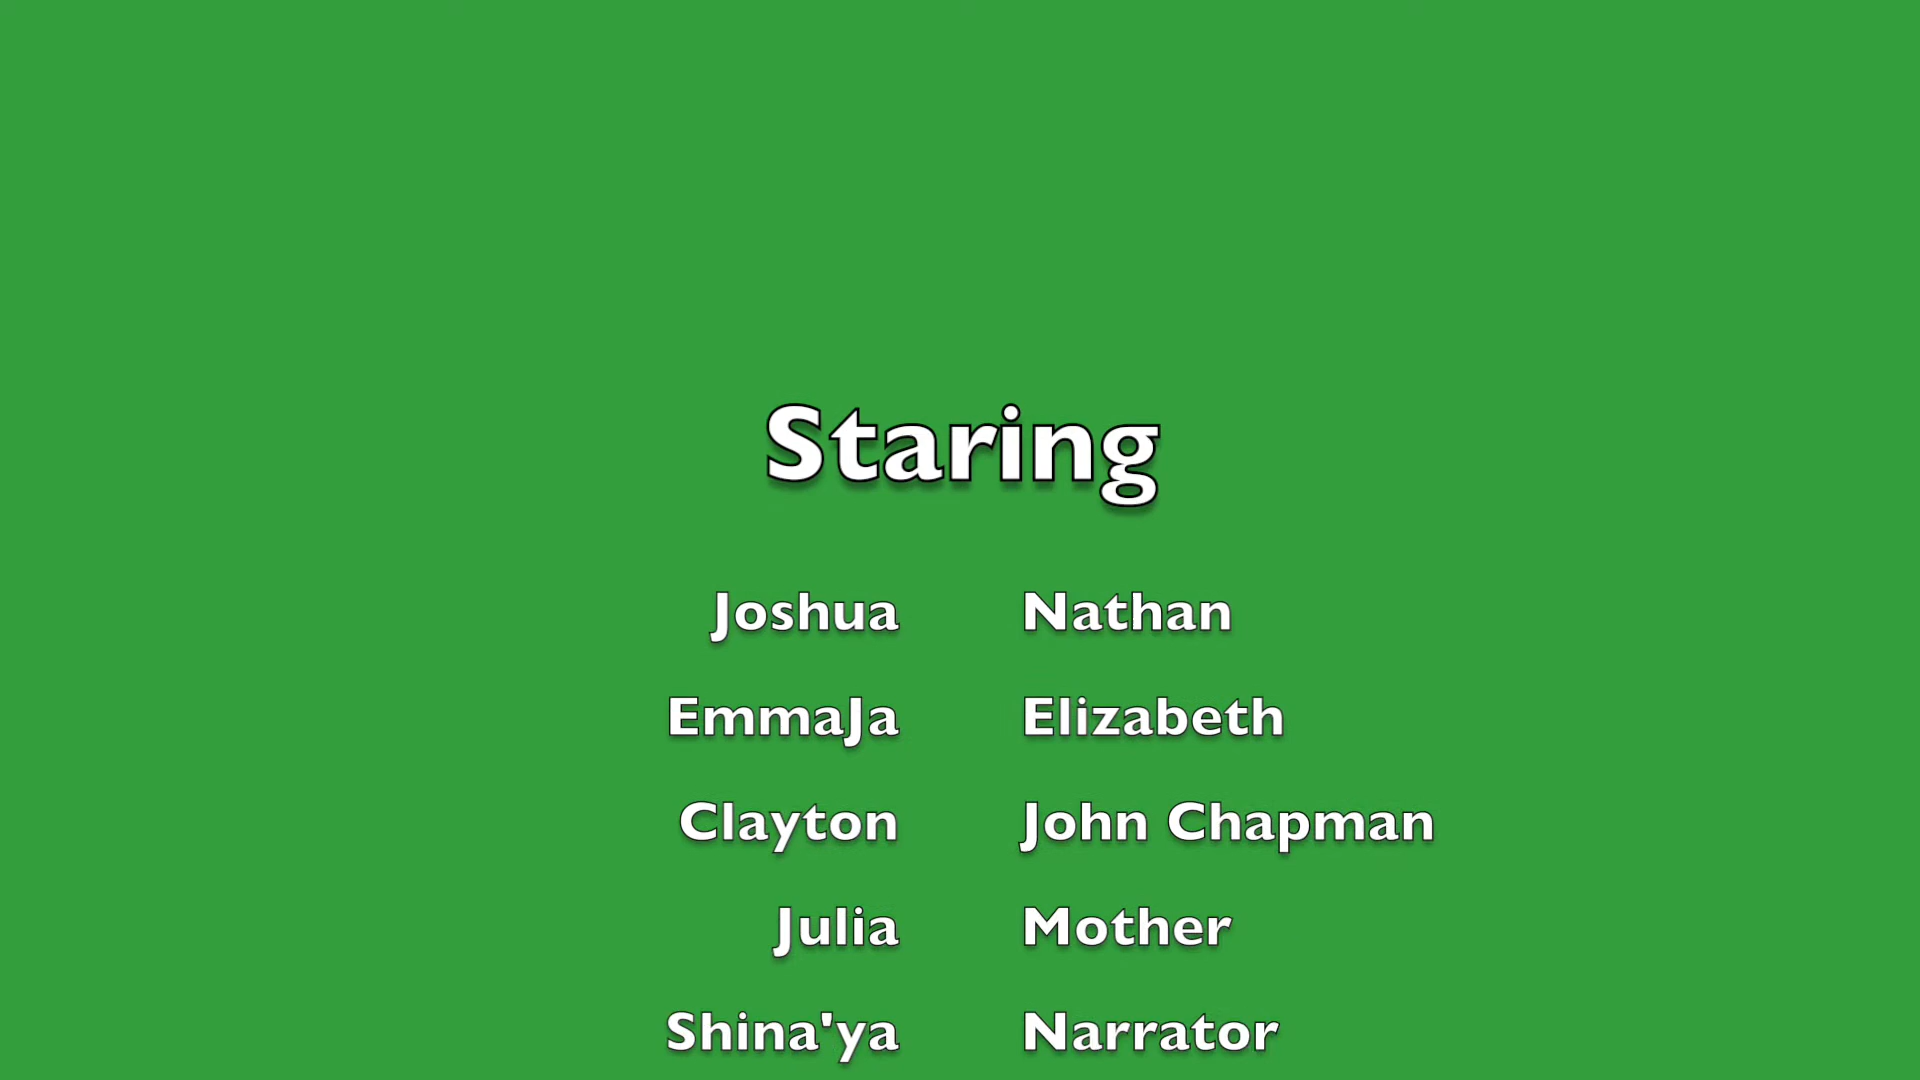 Staring
Joshua Nathan
EmmaJa Elizabeth
Clayton John Chapman
Julia Mother
Shina'ya Narrator